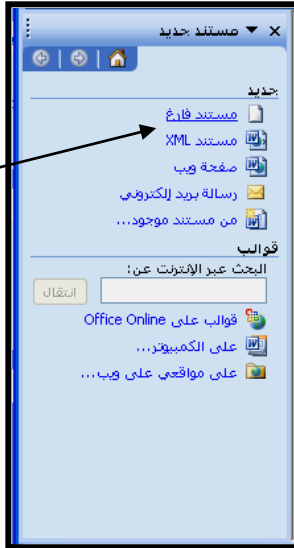 مستند جديد
جديد
مستند فارغ
مستند XML
صفحة ويب
رسالة بريد إلكتروني
من مستند موجود...
قوالب
البحث عبر الإنترنت عن:
انتقال
قوالب على Office Online
على الكمبيوتر...
على مواقعي على ويب...